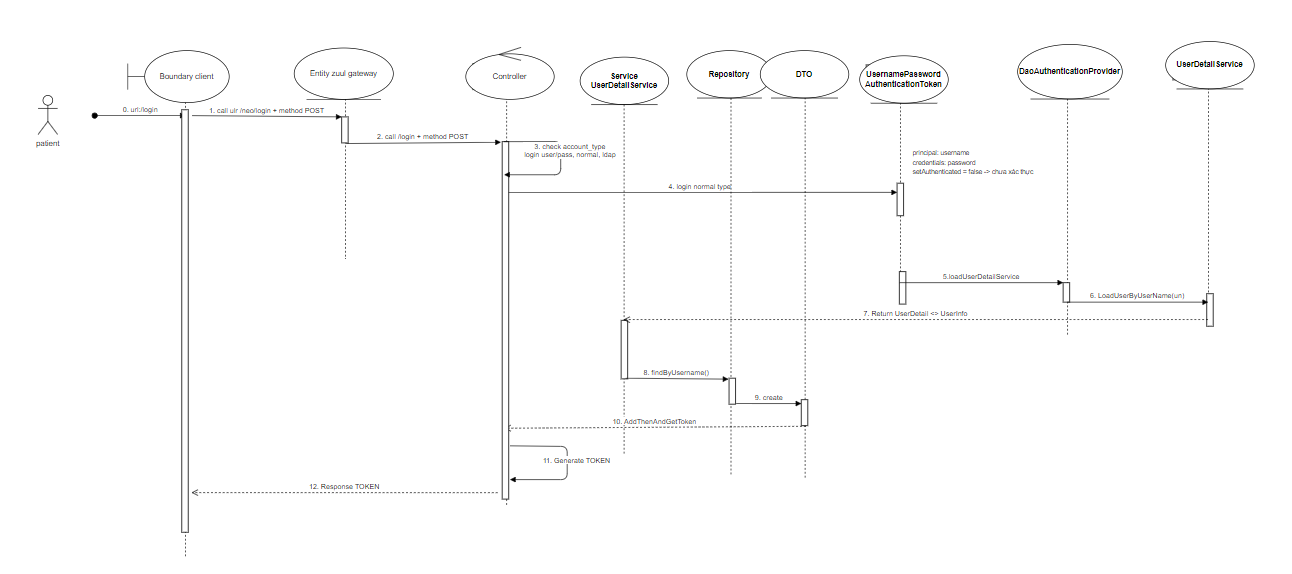 patient
Boundary client
Entity zuul gateway
Controller
Service
UserDetailService
Repository
DTO
UsernamePassword
AuthenticationToken
DaoAuthenticationProvider
UserDetailService
0. url:/login
1. call ulr /neo/login + method POST
2. call /login + method POST
3. check account_type
login user/pass, normal, ldap
principal: username
credentials: password
setAuthenticated = false -> chưa xác thực
4. login normal type
5.loadUserDetailService
6. LoadUserByUserName(un)
7. Return UserDetail <> UserInfo
8. findByUsername()
9. create
10. AddThenAndGetToken
11. Generate TOKEN
12. Response TOKEN